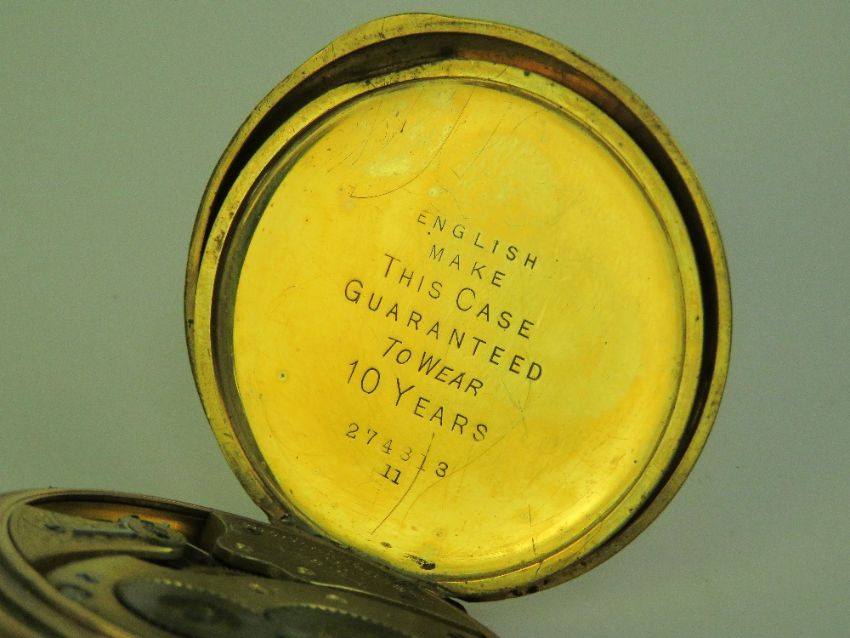 ENGLISH
MAKE
THIS CASE
GUARANTEED
TO WEAR
10 YEARS
274313
11